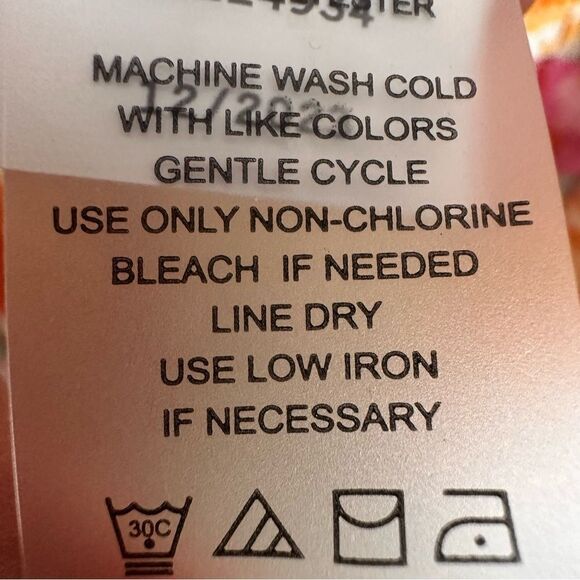 MACHINE WASH COLD
WITH LIKE COLORS
GENTLE CYCLE
USE ONLY NON-CHLORINE
BLEACH IF NEEDED
LINE DRY
USE LOW IRON
IF NECESSARY
30C